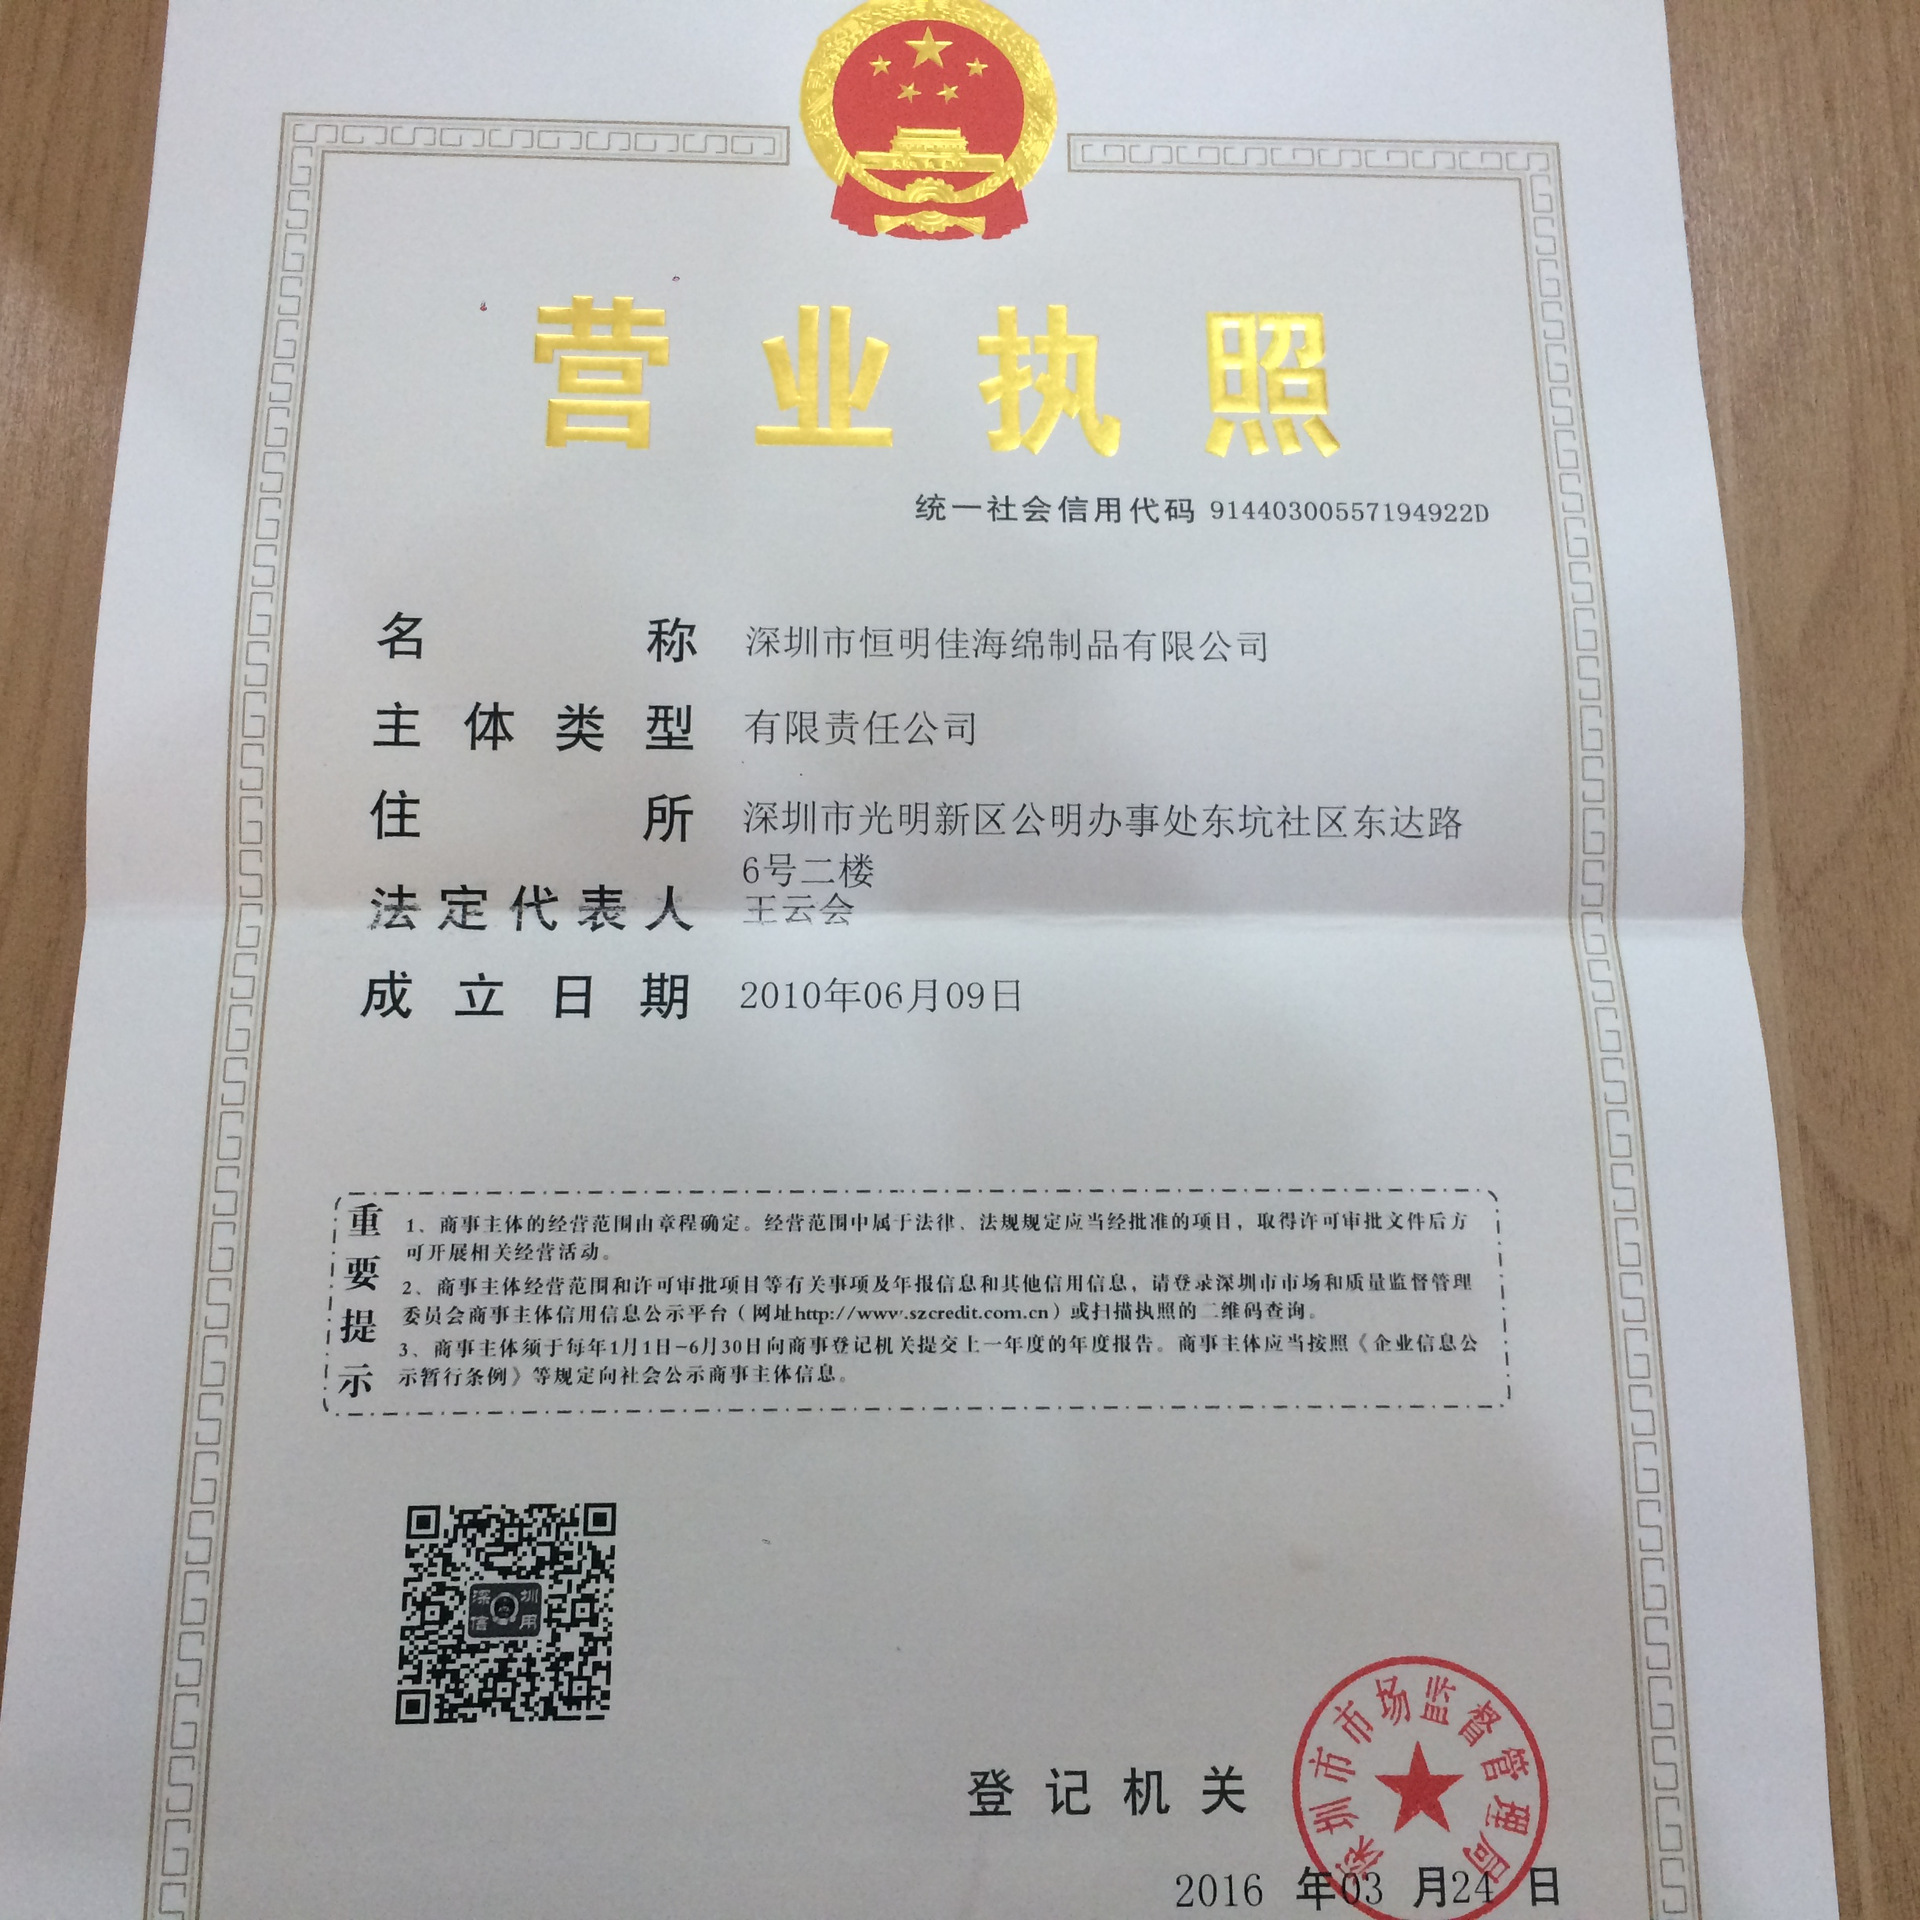 营业执照
统一社会信用代码 91440300557194922D
名称 深圳市恒明佳海绵制品有限公司
主体类型 有限责任公司
住所 深圳市光明新区公明办事处东坑社区东达路
6号二楼
法定代表人 王云会
成立日期 2010年06月09日
重要提示
1、商事主体的经营范围由章程确定。经营范围中属于法律、法规规定应当经批准的项目，取得许可审批文件后方
可开展相关经营活动。
2、商事主体经营范围和许可审批项目等有关事项及年报信息和其他信用信息，请登录深圳市市场和质量监督管理
委员会商事主体信用信息公示平台（网址http://www.szcredit.com.cn）或扫描执照的二维码查询。
3、商事主体须于每年1月1日-6月30日向商事登记机关提交上一年度的年度报告。商事主体应当按照《企业信息公
示暂行条例》等规定向社会公示商事主体信息。
深圳
信用
登记机关
深圳市市场监督管理局
2016 年03 月24 日